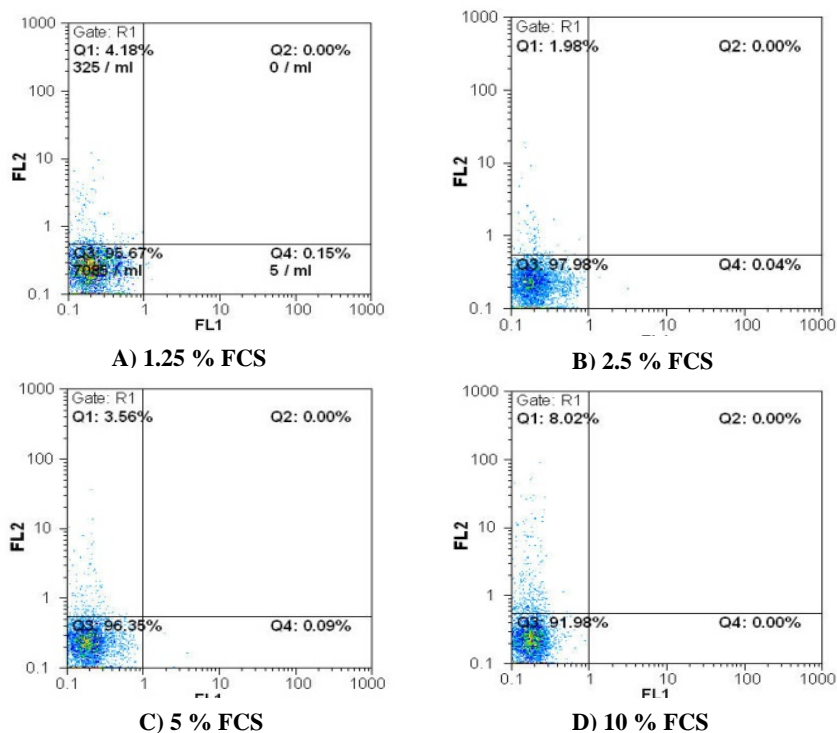 1000
100
10
1
0.1
FL2
Gate: R1
Q1: 4.18%
325 / ml
Q2: 0.00%
0 / ml
Q3: 95.67%
7085 / ml
Q4: 0.15%
5 / ml
0.1 1 10 100 1000
FL1
A) 1.25 % FCS
1000
100
10
1
0.1
FL2
Gate: R1
Q1: 1.98%
Q2: 0.00%
Q3: 97.98%
Q4: 0.04%
0.1 1 10 100 1000
FL1
B) 2.5 % FCS
1000
100
10
1
0.1
FL2
Gate: R1
Q1: 3.56%
Q2: 0.00%
Q3: 96.35%
Q4: 0.09%
0.1 1 10 100 1000
FL1
C) 5 % FCS
1000
100
10
1
0.1
FL2
Gate: R1
Q1: 8.02%
Q2: 0.00%
Q3: 91.98%
Q4: 0.00%
0.1 1 10 100 1000
FL1
D) 10 % FCS